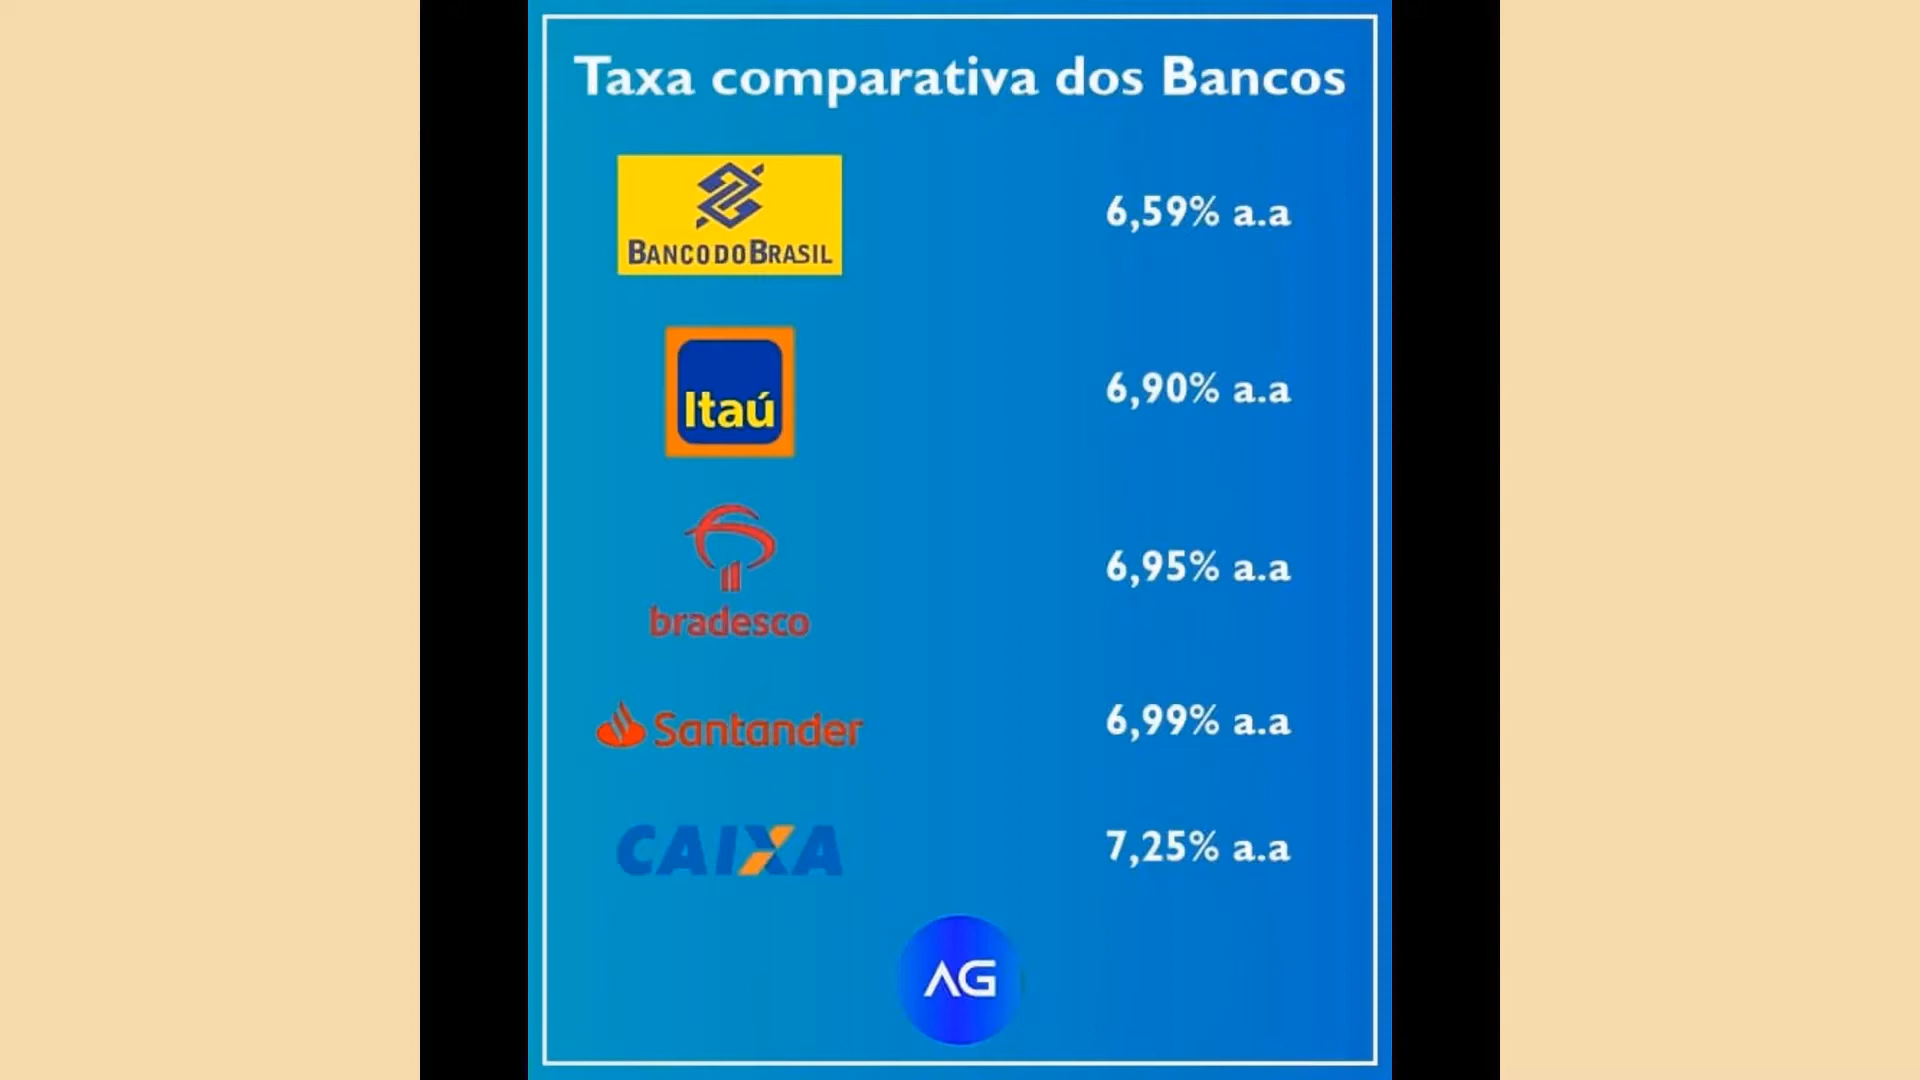 Taxa comparativa dos Bancos
BANCO DO BRASIL
6,59% a.a
Itaú
6,90% a.a
bradesco
6,95% a.a
Santander
6,99% a.a
CAIXA
7,25% a.a
AG